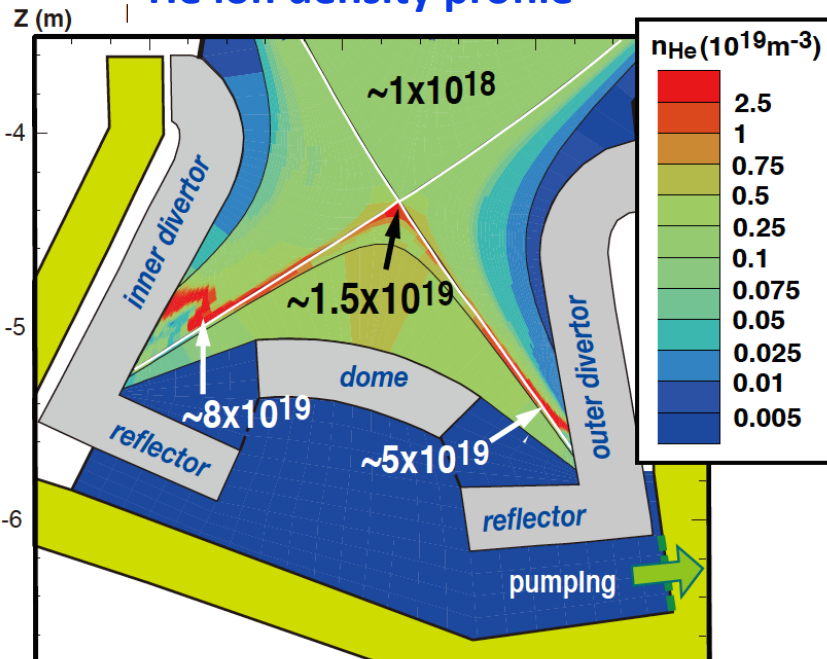 Z (m)
He ion density profile
nHe (10^19 m^-3)
2.5
1
0.75
0.5
0.25
0.1
0.075
0.05
0.025
0.01
0.005
-4
-5
-6
~1x10^18
inner divertor
~1.5x10^19
dome
outer divertor
~8x10^19
~5x10^19
reflector
reflector
pumping